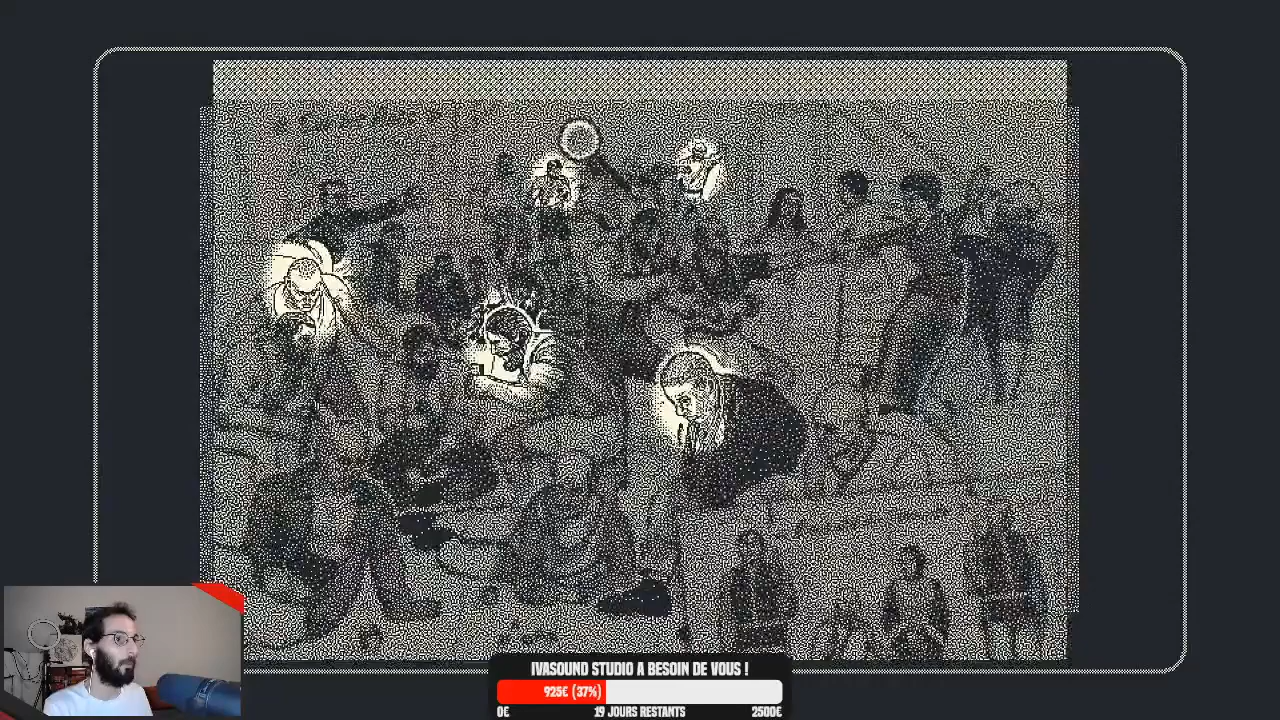 IVASOUND STUDIO A BESOIN DE VOUS !
925€ (37%)
0€ 19 JOURS RESTANTS 2500€